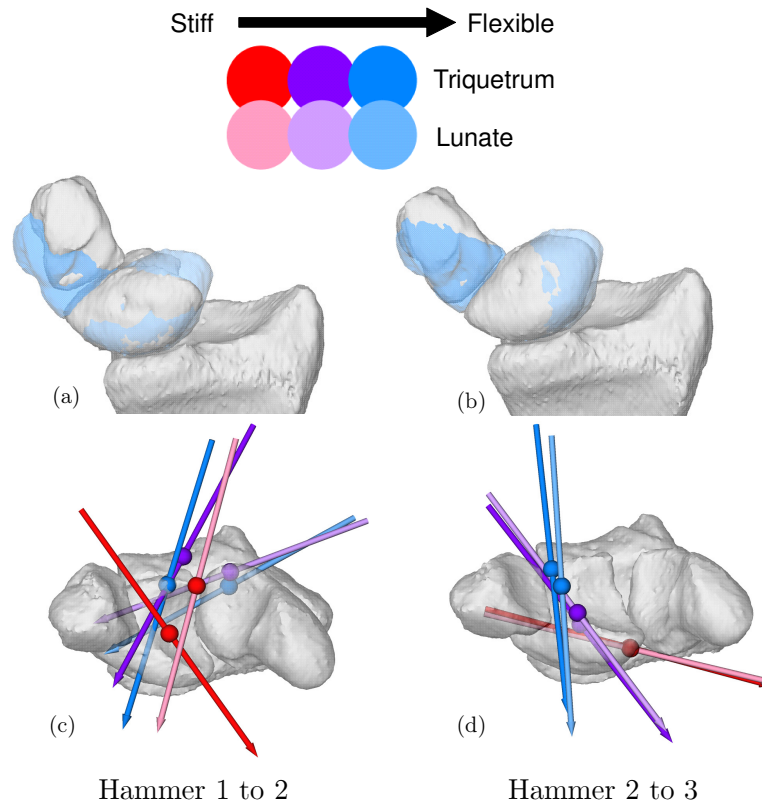 Stiff Flexible
Triquetrum
Lunate
(a) (b)
(c) (d)
Hammer 1 to 2 Hammer 2 to 3